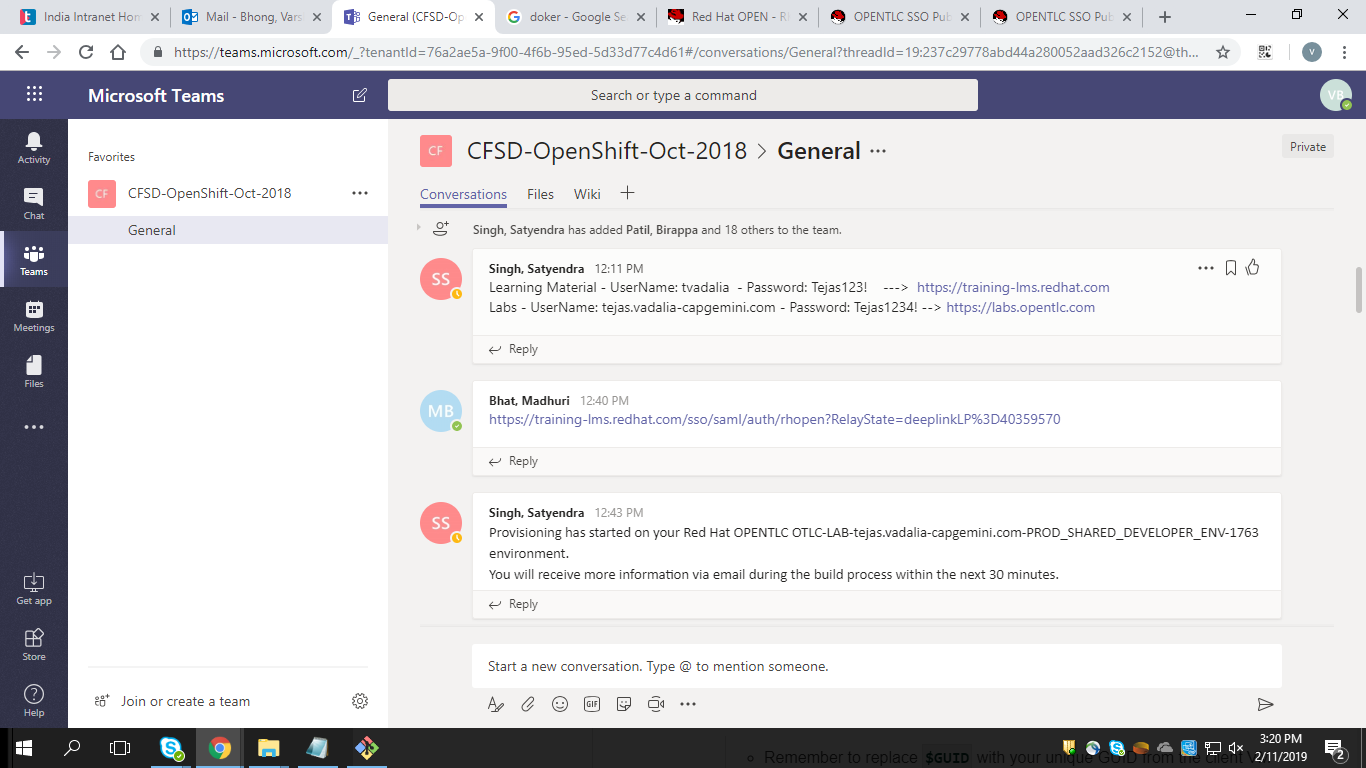 India Intranet Hom
Mail - Bhong, Vars
General (CFSD-Op
doker - Google Se
Red Hat OPEN - R
OPENTLC SSO Pub
OPENTLC SSO Pub
https://teams.microsoft.com/_?tenantId=76a2ae5a-9f00-4f6b-95ed-5d33d77c4d61#/conversations/General?threadId=19:237c29778abd44a280052aad326c2152@th...
V
Microsoft Teams
Search or type a command
VB
Activity
Chat
Teams
Meetings
Files
Get app
Store
Help
Favorites
CF
CFSD-OpenShift-Oct-2018
General
Join or create a team
CF
CFSD-OpenShift-Oct-2018 > General
Private
Conversations
Files
Wiki
Singh, Satyendra has added Patil, Birappa and 18 others to the team.
SS
Singh, Satyendra 12:11 PM
Learning Material - UserName: tvadalia - Password: Tejas123! ---> https://training-lms.redhat.com
Labs - UserName: tejas.vadalia-capgemini.com - Password: Tejas1234! --> https://labs.opentlc.com
Reply
MB
Bhat, Madhuri 12:40 PM
https://training-lms.redhat.com/sso/saml/auth/rhopen?RelayState=deeplinkLP%3D40359570
Reply
SS
Singh, Satyendra 12:43 PM
Provisioning has started on your Red Hat OPENTLC OTLC-LAB-tejas.vadalia-capgemini.com-PROD_SHARED_DEVELOPER_ENV-1763
environment.
You will receive more information via email during the build process within the next 30 minutes.
Reply
Start a new conversation. Type @ to mention someone.
GIF
Remember to replace $GUID with your unique GUID from the client V
3:20 PM
2/11/2019
2